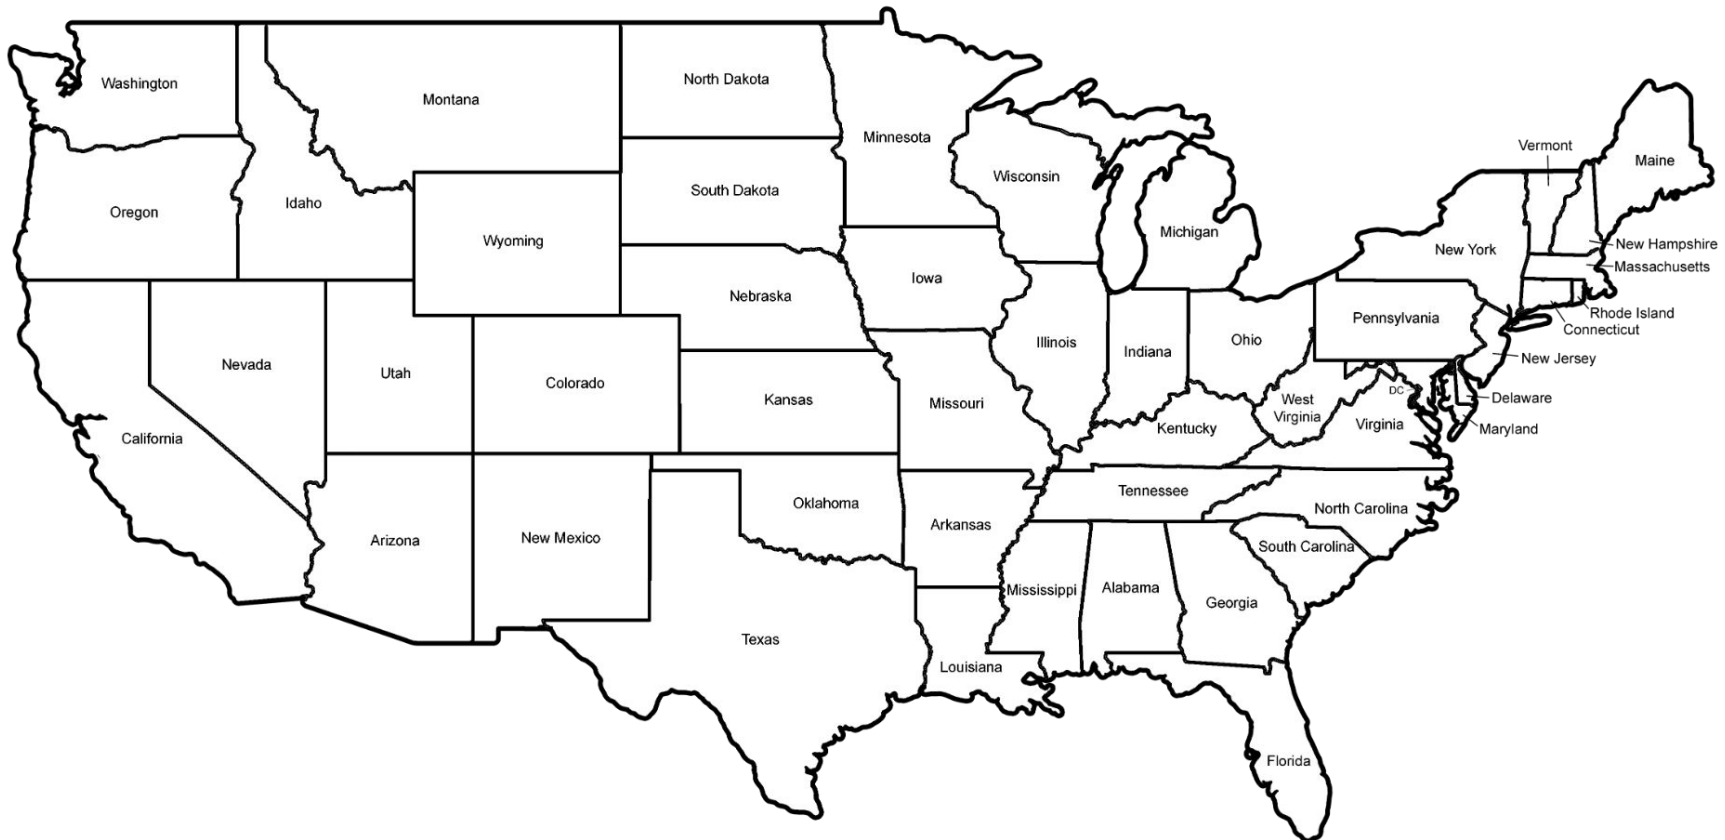 Washington
Montana
North Dakota
Minnesota
Vermont
Maine
Oregon
Idaho
Wyoming
South Dakota
Wisconsin
Michigan
New York
New Hampshire
Massachusetts
Iowa
Nebraska
Pennsylvania
Rhode Island
Connecticut
Nevada
Utah
Colorado
Kansas
Illinois
Indiana
Ohio
New Jersey
California
Missouri
Kentucky
West
Virginia
DC
Virginia
Delaware
Maryland
Arizona
New Mexico
Oklahoma
Arkansas
Tennessee
North Carolina
South Carolina
Texas
Louisiana
Mississippi
Alabama
Georgia
Florida